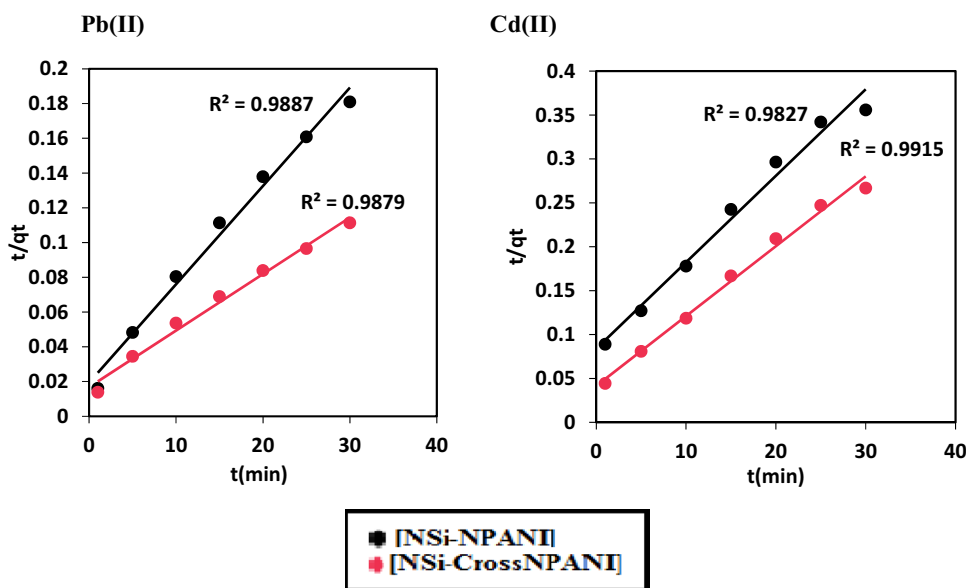 Pb(II)
0.2
0.18
0.16
0.14
0.12
0.1
0.08
0.06
0.04
0.02
0
t/qt
R² = 0.9887
R² = 0.9879
0 10 20 30 40
t(min)
Cd(II)
0.4
0.35
0.3
0.25
0.2
0.15
0.1
0.05
0
t/qt
R² = 0.9827
R² = 0.9915
0 10 20 30 40
t(min)
[NSi-NPANI]
[NSi-CrossNPANI]